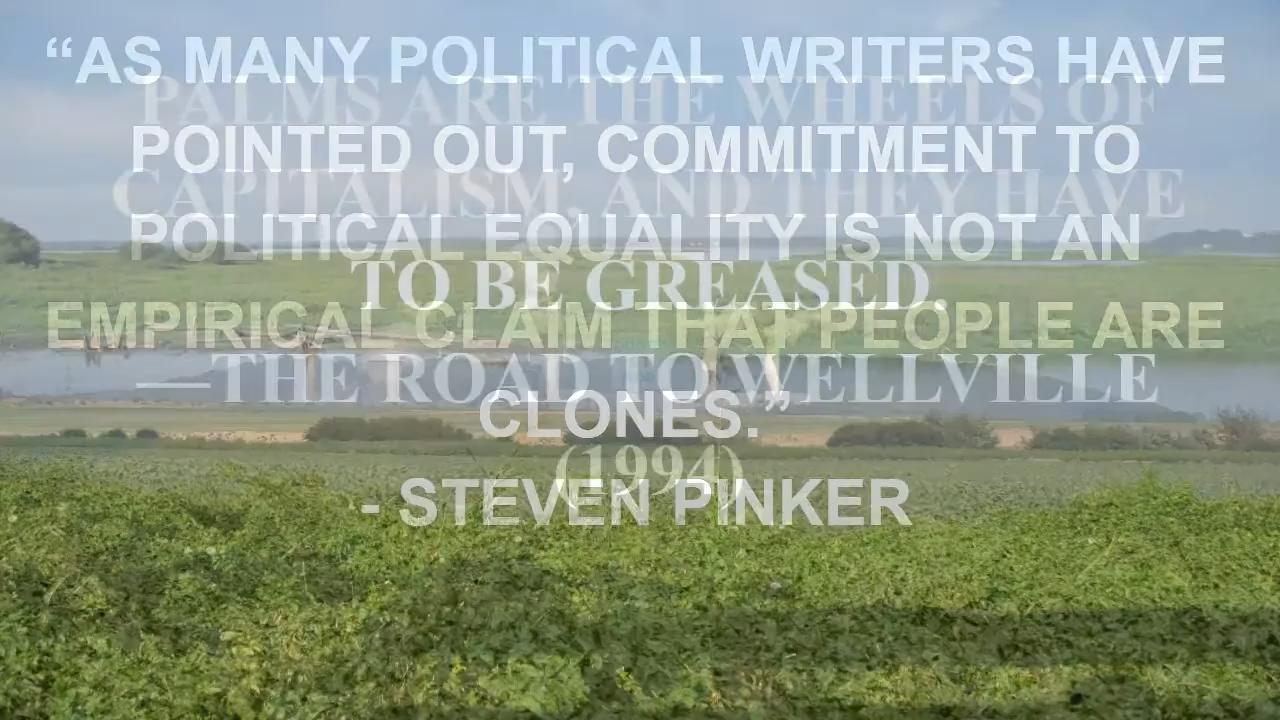 “AS MANY POLITICAL WRITERS HAVE
POINTED OUT, COMMITMENT TO
POLITICAL EQUALITY IS NOT AN
EMPIRICAL CLAIM THAT PEOPLE ARE
CLONES.”
- STEVEN PINKER
PALMS ARE THE WHEELS OF
CAPITALISM, AND THEY HAVE
TO BE GREASED.
—THE ROAD TO WELLVILLE
(1994)